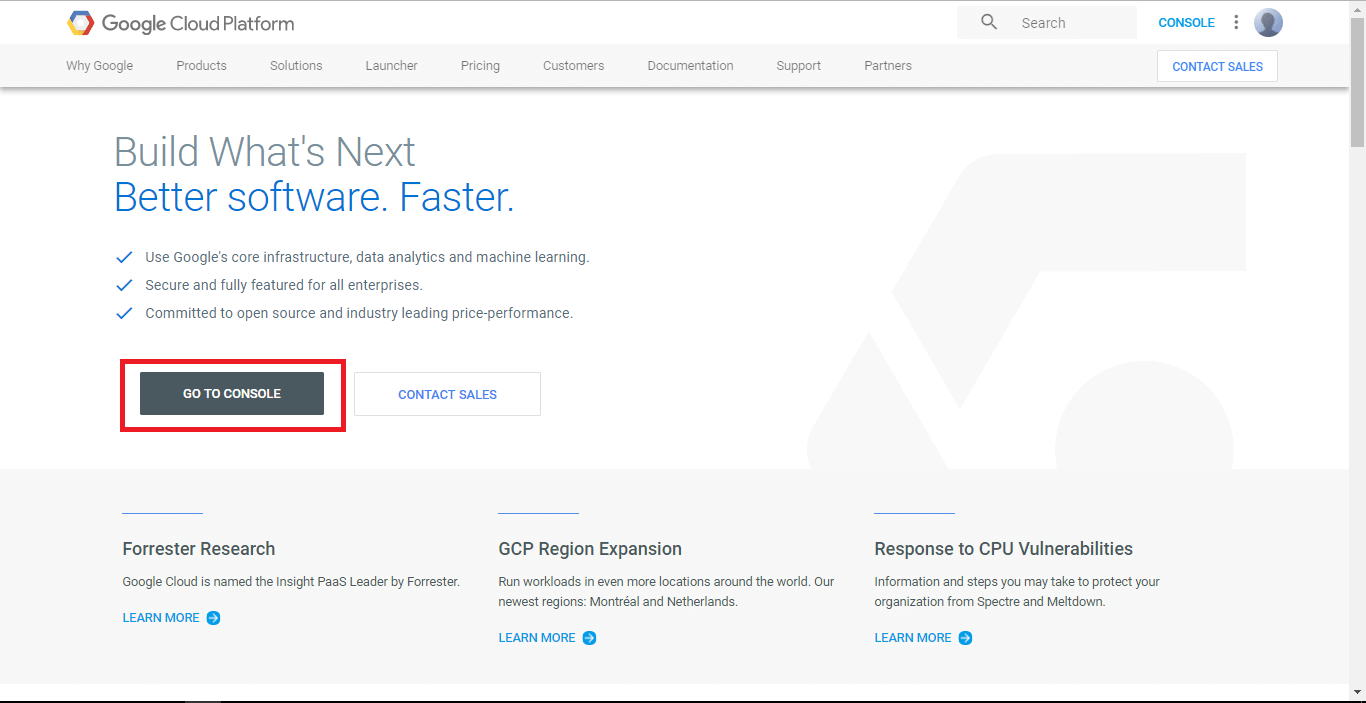 Google Cloud Platform
Search
CONSOLE
Why Google
Products
Solutions
Launcher
Pricing
Customers
Documentation
Support
Partners
CONTACT SALES
Build What's Next
Better software. Faster.
Use Google's core infrastructure, data analytics and machine learning.
Secure and fully featured for all enterprises.
Committed to open source and industry leading price-performance.
GO TO CONSOLE
CONTACT SALES
Forrester Research
Google Cloud is named the Insight PaaS Leader by Forrester.
LEARN MORE
GCP Region Expansion
Run workloads in even more locations around the world. Our
newest regions: Montréal and Netherlands.
LEARN MORE
Response to CPU Vulnerabilities
Information and steps you may take to protect your
organization from Spectre and Meltdown.
LEARN MORE